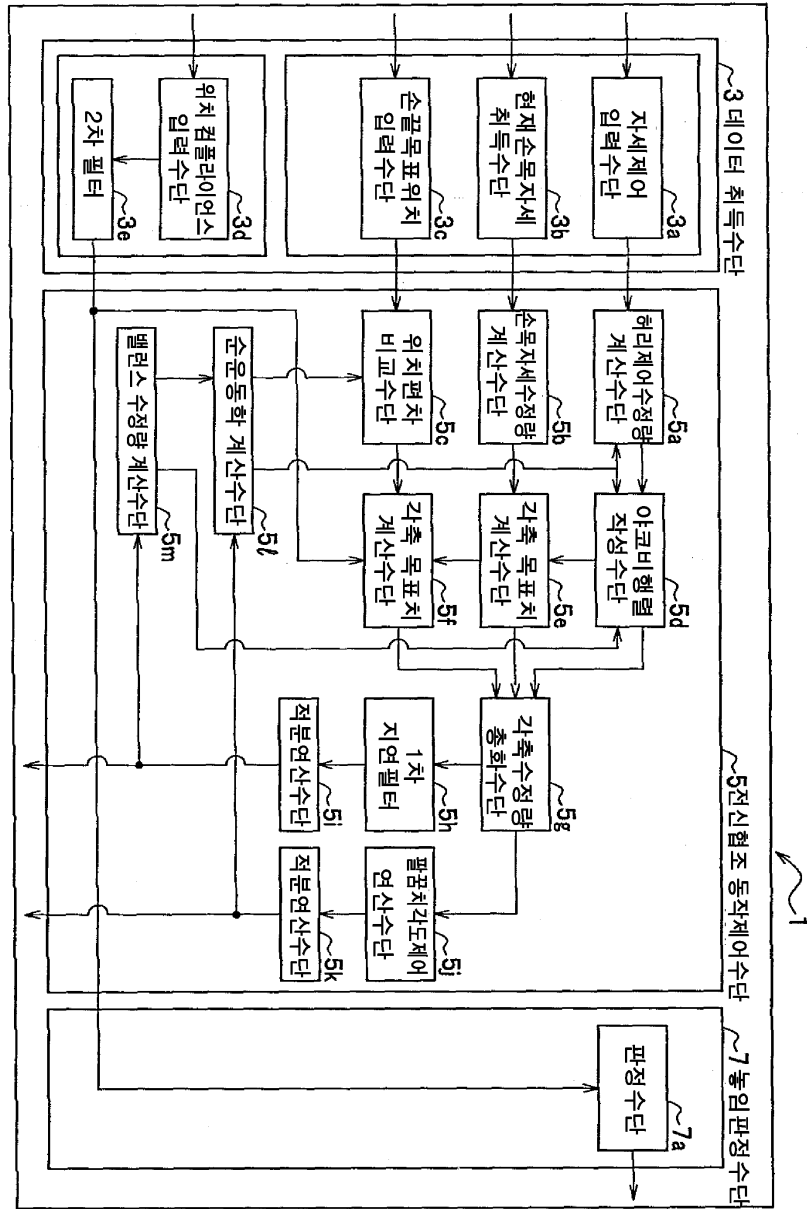 1
3 데이터 취득수단
자세제어
입력수단
3a
현재손목자세
취득수단
3b
손끝목표위치
입력수단
3c
위치 컴플라이언스
입력수단
3d
2차 필터
3e
5 전신협조 동작제어수단
허리제어수정량
계산수단
5a
손목자세수정량
계산수단
5b
위치편차
비교수단
5c
야코비행렬
작성수단
5d
각축 목표치
계산수단
5e
각축 목표치
계산수단
5f
각축수정량
총화수단
5g
1차
지연필터
5h
적분연산수단
5i
팔꿈치각도제어
연산수단
5j
적분연산수단
5k
순운동학 계산수단
5ℓ
밸런스 수정량 계산수단
5m
7 놓임판정수단
판정수단
7a